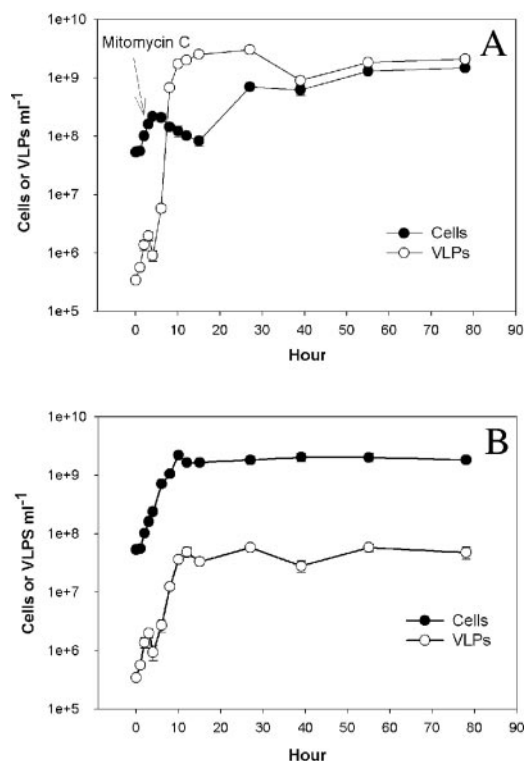 A
Mitomycin C
1e+10
1e+9
1e+8
1e+7
1e+6
1e+5
Cells or VLPs ml⁻¹
Cells
VLPs
0 10 20 30 40 50 60 70 80 90
Hour
B
1e+10
1e+9
1e+8
1e+7
1e+6
1e+5
Cells or VLPS ml⁻¹
Cells
VLPs
0 10 20 30 40 50 60 70 80 90
Hour